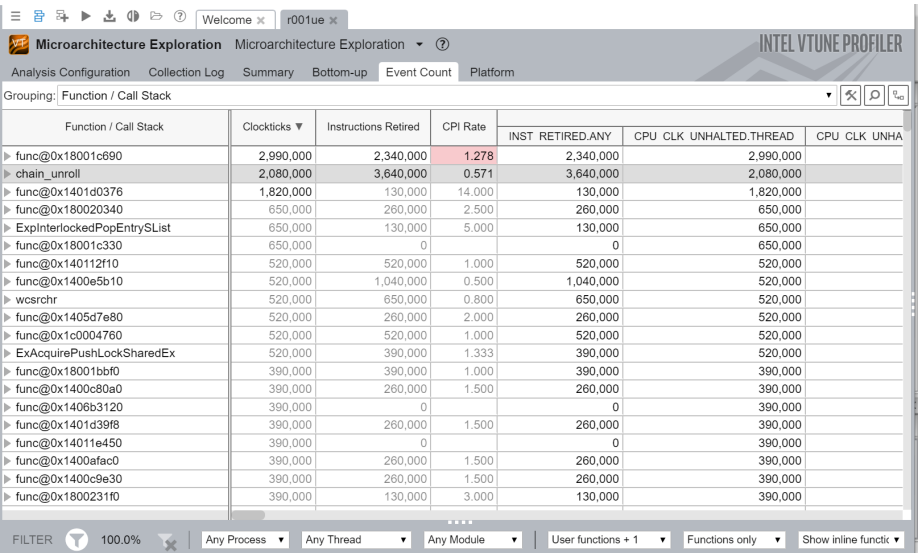 Welcome ×
r001ue ×
Microarchitecture Exploration Microarchitecture Exploration
INTEL VTUNE PROFILER
Analysis Configuration Collection Log Summary Bottom-up Event Count Platform
Grouping: Function / Call Stack
Function / Call Stack Clockticks ▼ Instructions Retired CPI Rate
INST_RETIRED.ANY CPU_CLK_UNHALTED.THREAD CPU_CLK_UNHA
func@0x18001c690 2,990,000 2,340,000 1.278 2,340,000 2,990,000
chain_unroll 2,080,000 3,640,000 0.571 3,640,000 2,080,000
func@0x1401d0376 1,820,000 130,000 14.000 130,000 1,820,000
func@0x180020340 650,000 260,000 2.500 260,000 650,000
ExpInterlockedPopEntrySList 650,000 130,000 5.000 130,000 650,000
func@0x18001c330 650,000 0 0 650,000
func@0x140112f10 520,000 520,000 1.000 520,000 520,000
func@0x1400e5b10 520,000 1,040,000 0.500 1,040,000 520,000
wcsrchr 520,000 650,000 0.800 650,000 520,000
func@0x1405d7e80 520,000 260,000 2.000 260,000 520,000
func@0x1c0004760 520,000 520,000 1.000 520,000 520,000
ExAcquirePushLockSharedEx 520,000 390,000 1.333 390,000 520,000
func@0x18001bbf0 390,000 390,000 1.000 390,000 390,000
func@0x1400c80a0 390,000 260,000 1.500 260,000 390,000
func@0x1406b3120 390,000 0 0 390,000
func@0x1401d39f8 390,000 260,000 1.500 260,000 390,000
func@0x14011e450 390,000 0 0 390,000
func@0x1400afac0 390,000 260,000 1.500 260,000 390,000
func@0x1400c9e30 390,000 260,000 1.500 260,000 390,000
func@0x1800231f0 390,000 130,000 3.000 130,000 390,000
FILTER 100.0% Any Process Any Thread Any Module User functions + 1 Functions only Show inline functic